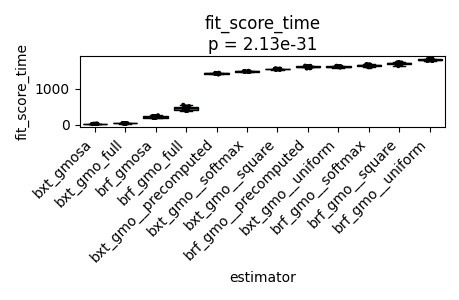 fit_score_time
p = 2.13e-31
fit_score_time
1000
0
bxt_gmosa
bxt_gmo_full
brf_gmosa
brf_gmo_full
bxt_gmo__precomputed
bxt_gmo__softmax
bxt_gmo__square
brf_gmo__precomputed
bxt_gmo__uniform
brf_gmo__softmax
brf_gmo__square
brf_gmo__uniform
estimator